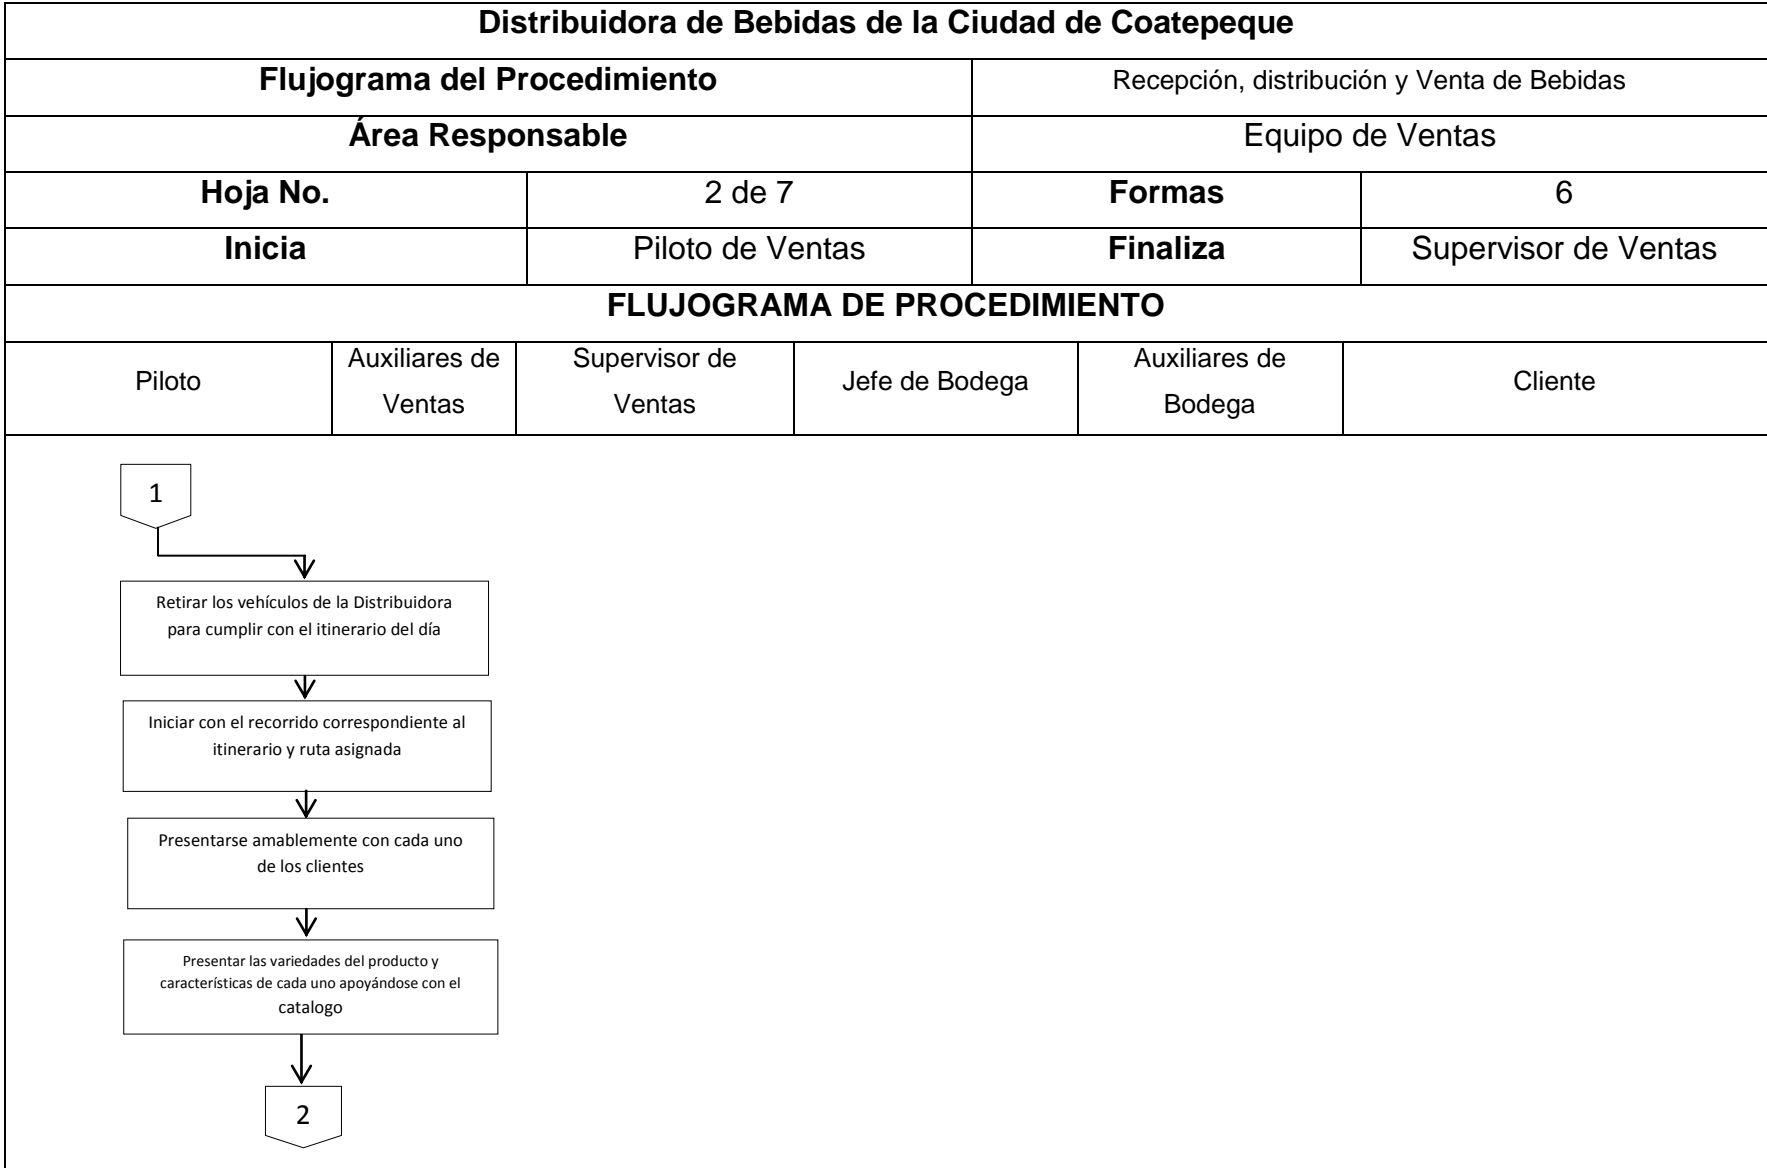 Distribuidora de Bebidas de la Ciudad de Coatepeque
Flujograma del Procedimiento
Recepción, distribución y Venta de Bebidas
Área Responsable
Equipo de Ventas
Hoja No.
2 de 7
Formas
6
Inicia
Piloto de Ventas
Finaliza
Supervisor de Ventas
FLUJOGRAMA DE PROCEDIMIENTO
Piloto
Auxiliares de
Ventas
Supervisor de
Ventas
Jefe de Bodega
Auxiliares de
Bodega
Cliente
1
Retirar los vehículos de la Distribuidora
para cumplir con el itinerario del día
Iniciar con el recorrido correspondiente al
itinerario y ruta asignada
Presentarse amablemente con cada uno
de los clientes
Presentar las variedades del producto y
características de cada uno apoyándose con el
catalogo
2